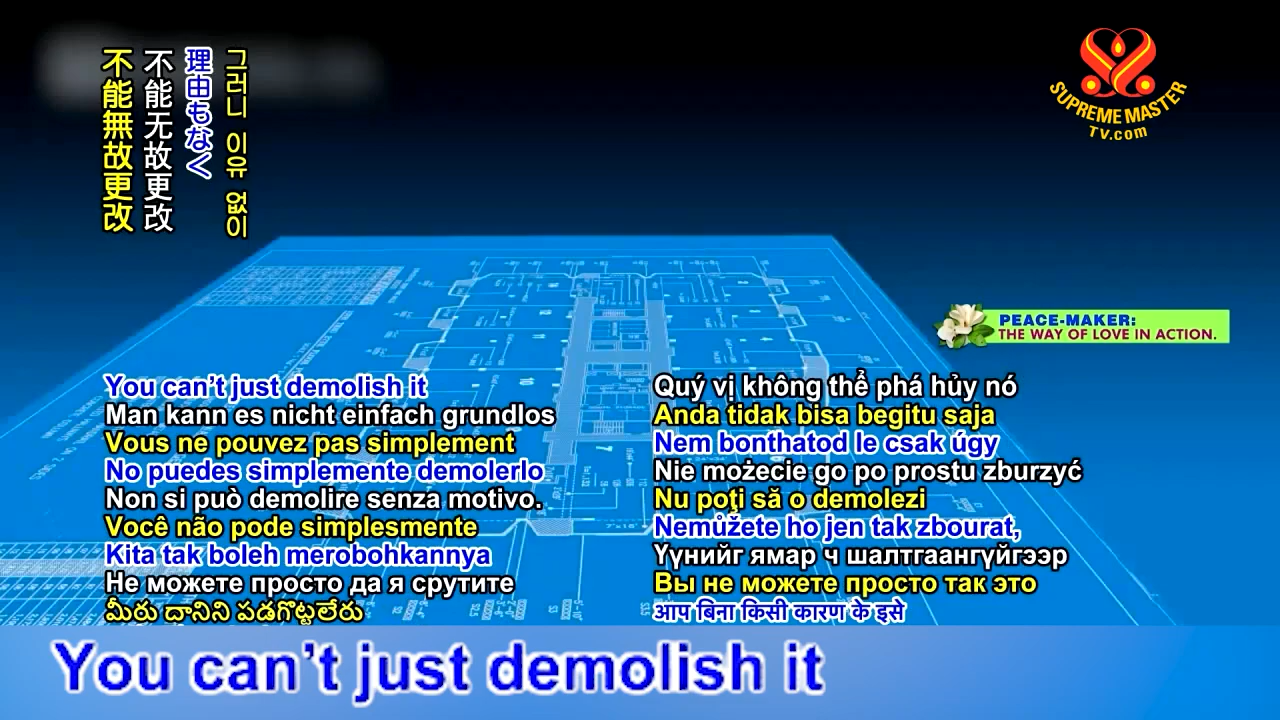 그러니 이유 없이
理由もなく
不能无故更改
不能無故更改
SUPREME MASTER
TV.com
PEACE-MAKER:
THE WAY OF LOVE IN ACTION.
You can't just demolish it
Man kann es nicht einfach grundlos
Vous ne pouvez pas simplement
No puedes simplemente demolerlo
Non si può demolire senza motivo.
Você não pode simplesmente
Kita tak boleh merobohkannya
Не можете просто да я срутите
మీరు దానిని పడగొట్టలేరు
Quý vị không thể phá hủy nó
Anda tidak bisa begitu saja
Nem bonthatod le csak úgy
Nie możecie go po prostu zburzyć
Nu poţi să o demolezi
Nemůžete ho jen tak zbourat,
Үүнийг ямар ч шалтгаангүйгээр
Вы не можете просто так это
आप बिना किसी कारण के इसे
You can't just demolish it